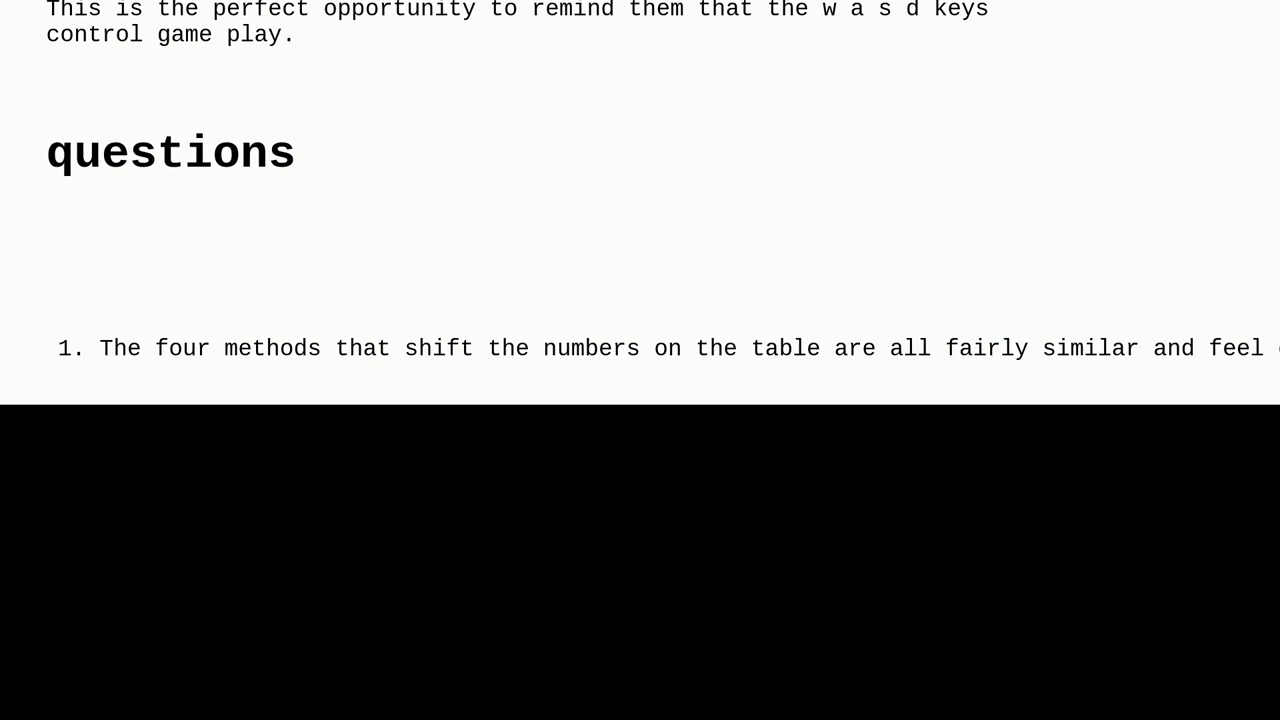 This is the perfect opportunity to remind them that the w a s d keys
control game play.
questions
1. The four methods that shift the numbers on the table are all fairly similar and feel